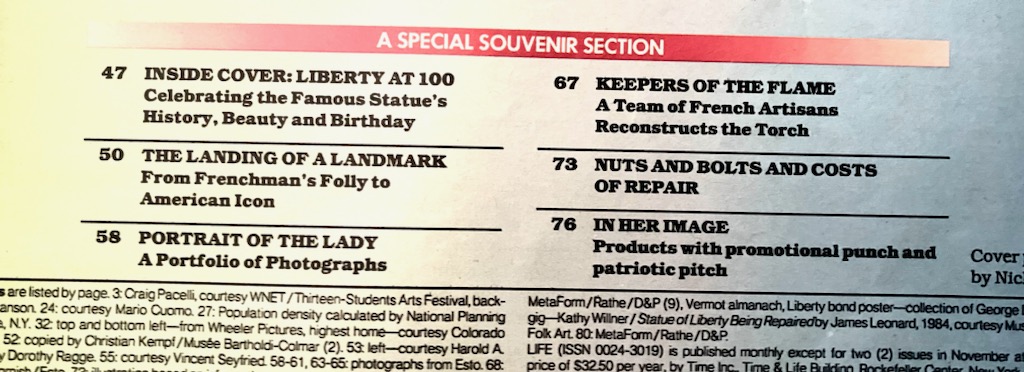 A SPECIAL SOUVENIR SECTION
47 INSIDE COVER: LIBERTY AT 100
Celebrating the Famous Statue's
History, Beauty and Birthday
50 THE LANDING OF A LANDMARK
From Frenchman's Folly to
American Icon
58 PORTRAIT OF THE LADY
A Portfolio of Photographs
67 KEEPERS OF THE FLAME
A Team of French Artisans
Reconstructs the Torch
73 NUTS AND BOLTS AND COSTS
OF REPAIR
76 IN HER IMAGE
Products with promotional punch and
patriotic pitch
Cover
by Nic
are listed by page. 3: Craig Pacelli, courtesy WNET/Thirteen-Students Arts Festival, back-
anson. 24: courtesy Mario Cuomo. 27: Population density calculated by National Planning
N.Y. 32: top and bottom left—from Wheeler Pictures, highest home—courtesy Colorado
52: copied by Christian Kempf/Musée Bartholdi-Colmar (2). 53: left—courtesy Harold A.
y Dorothy Ragge. 55: courtesy Vincent Seyfried. 58-61, 63-65: photographs from Esto. 68:
MetaForm/Rathe/D&P (9), Vermot almanach, Liberty bond poster—collection of George
gig—Kathy Willner/Statue of Liberty Being Repaired by James Leonard, 1984, courtesy Mus
Folk Art. 80: MetaForm/Rathe/D&P.
LIFE (ISSN 0024-3019) is published monthly except for two (2) issues in November at
price of $32.50 per year, by Time Inc., Time & Life Building, Rockefeller Center, New York